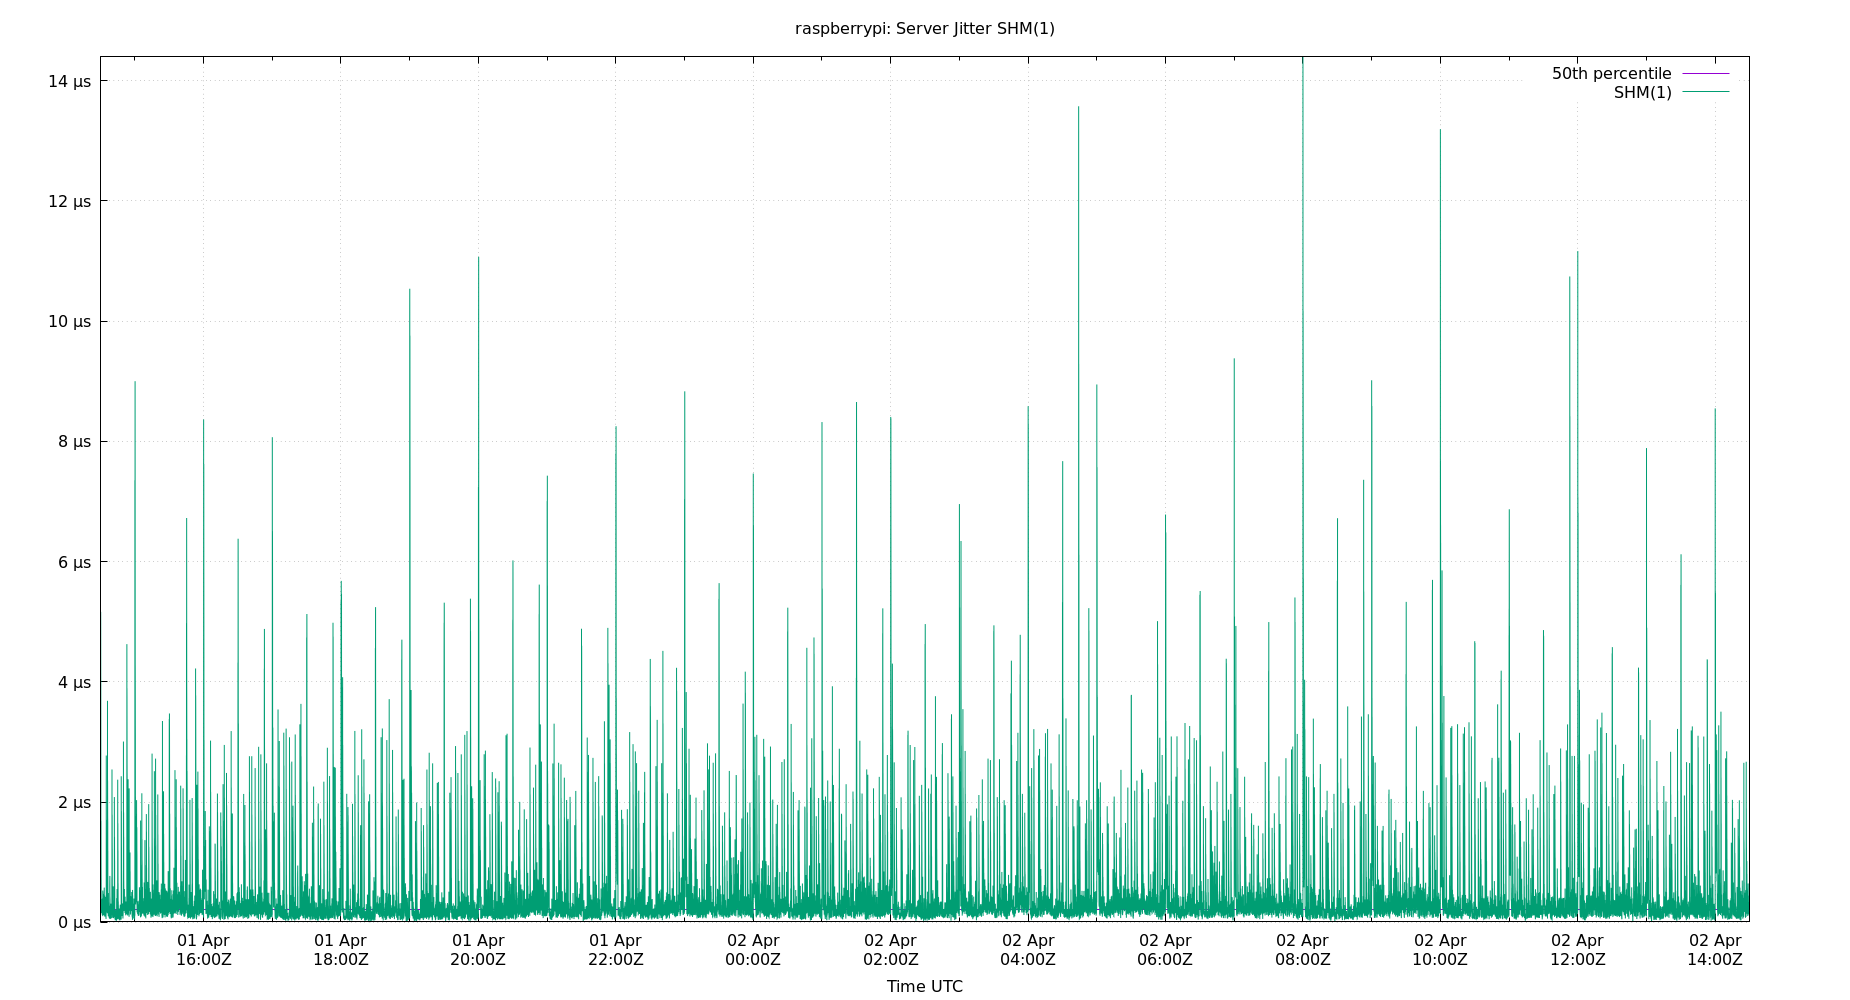 raspberrypi: Server Jitter SHM(1)
50th percentile
SHM(1)
14 µs
12 µs
10 µs
8 µs
6 µs
4 µs
2 µs
0 µs
01 Apr 01 Apr 01 Apr 01 Apr 02 Apr 02 Apr 02 Apr 02 Apr 02 Apr 02 Apr 02 Apr 02 Apr
16:00Z 18:00Z 20:00Z 22:00Z 00:00Z 02:00Z 04:00Z 06:00Z 08:00Z 10:00Z 12:00Z 14:00Z
Time UTC